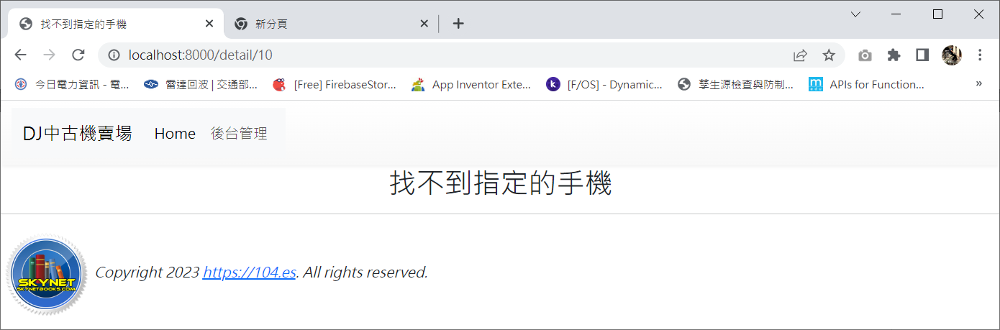 找不到指定的手機
新分頁
localhost:8000/detail/10
今日電力資訊 - 電...
雷達回波 | 交通部...
[Free] FirebaseStor...
App Inventor Exte...
[F/OS] - Dynamic...
孳生源檢查與防制...
APIs for Function...
»
DJ中古機賣場 Home 後台管理
找不到指定的手機
SKYNET
SKYNETBOOKS.COM
Copyright 2023 https://104.es. All rights reserved.